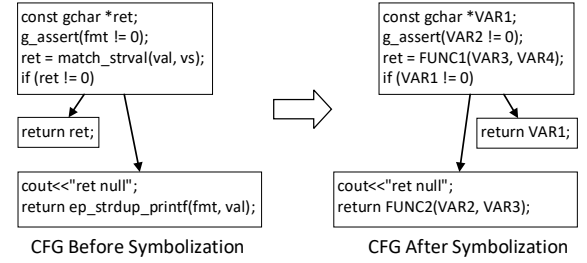 const gchar *ret;
g_assert(fmt != 0);
ret = match_strval(val, vs);
if (ret != 0)
return ret;
cout<<"ret null";
return ep_strdup_printf(fmt, val);
CFG Before Symbolization
const gchar *VAR1;
g_assert(VAR2 != 0);
ret = FUNC1(VAR3, VAR4);
if (VAR1 != 0)
return VAR1;
cout<<"ret null";
return FUNC2(VAR2, VAR3);
CFG After Symbolization